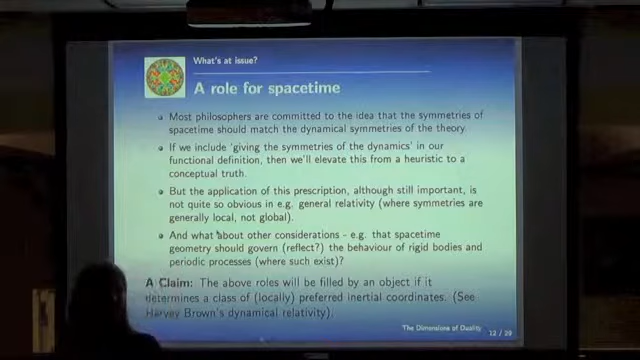 What's at issue?
A role for spacetime
Most philosophers are committed to the idea that the symmetries of
spacetime should match the dynamical symmetries of the theory
If we include 'giving the symmetries of the dynamics' in our
functional definition, then we'll elevate this from a heuristic to a
conceptual truth.
But the application of this prescription, although still important, is
not quite so obvious in e.g. general relativity (where symmetries are
generally local, not global).
And what about other considerations - e.g. that spacetime
geometry should govern (reflect?) the behaviour of rigid bodies and
periodic processes (where such exist)?
A Claim: The above roles will be filled by an object if it
determines a class of (locally) preferred inertial coordinates. (See
Harvey Brown's dynamical relativity).
The Dimensions of Duality
12 / 39